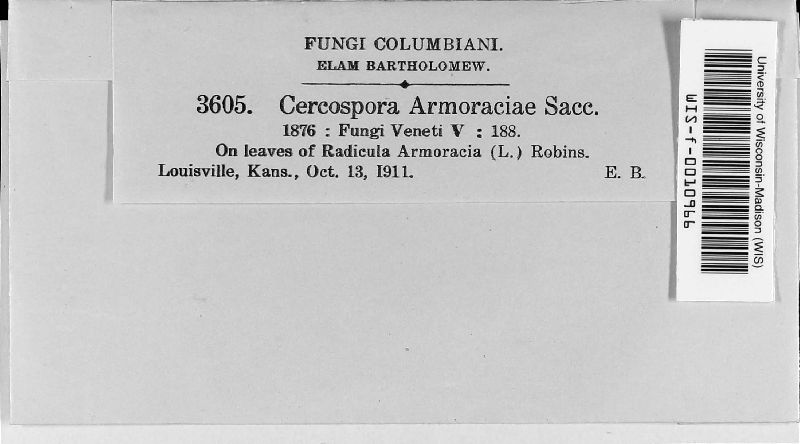 FUNGI COLUMBIANI.
ELAM BARTHOLOMEW.
3605. Cercospora Armoraciae Sacc.
1876 : Fungi Veneti V : 188.
On leaves of Radicula Armoracia (L.) Robins.
Louisville, Kans., Oct. 13, 1911. E. B.
University of Wisconsin-Madison (WIS)
WIS-f-0010966